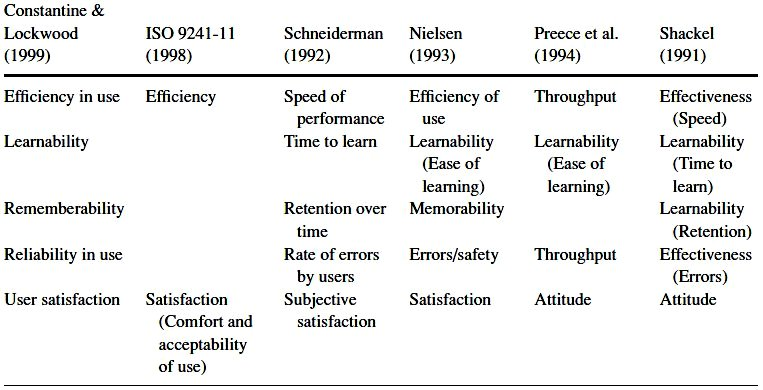 Constantine &
Lockwood ISO 9241-11 Schneiderman Nielsen Preece et al. Shackel
(1999) (1998) (1992) (1993) (1994) (1991)
Efficiency in use Efficiency Speed of Efficiency of Throughput Effectiveness
performance use (Speed)
Learnability Time to learn Learnability Learnability Learnability
(Ease of (Ease of (Time to
learning) learning) learn)
Rememberability Retention over Memorability Learnability
time (Retention)
Reliability in use Rate of errors Errors/safety Throughput Effectiveness
by users (Errors)
User satisfaction Satisfaction Subjective Satisfaction Attitude Attitude
(Comfort and satisfaction
acceptability
of use)